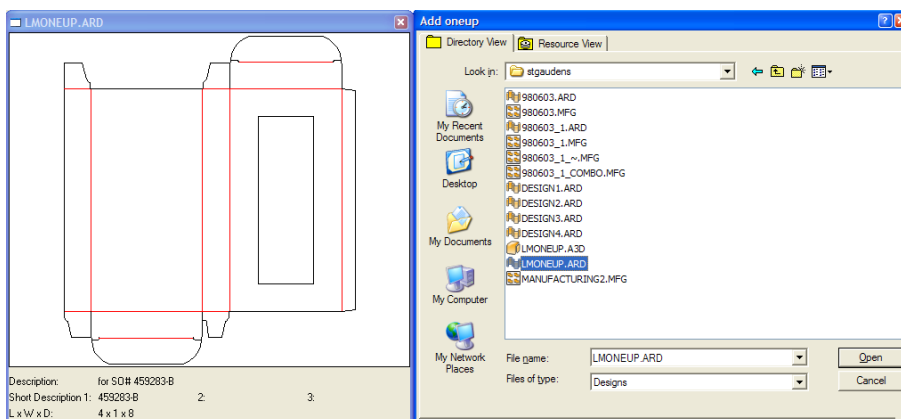 LMONEUP.ARD
Description: for SO# 459283-B
Short Description 1: 459283-B 2: 3:
L x W x D: 4 x 1 x 8
Add oneup
Directory View Resource View
Look in: stgaudens
My Recent
Documents
Desktop
My Documents
My Computer
My Network
Places
980603.ARD
980603.MFG
980603_1.ARD
980603_1.MFG
980603_1_~.MFG
980603_1_COMBO.MFG
DESIGN1.ARD
DESIGN2.ARD
DESIGN3.ARD
DESIGN4.ARD
LMONEUP.A3D
LMONEUP.ARD
MANUFACTURING2.MFG
File name: LMONEUP.ARD Open
Files of type: Designs Cancel